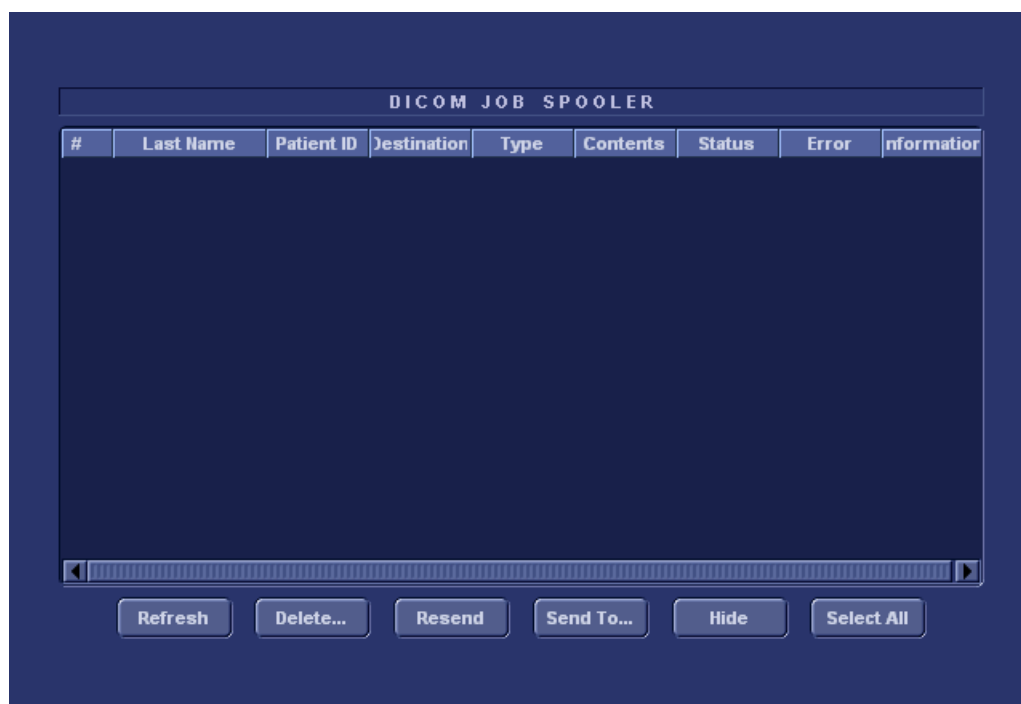 DICOM JOB SPOOLER
# Last Name Patient ID Destination Type Contents Status Error nformation
Refresh Delete... Resend Send To... Hide Select All